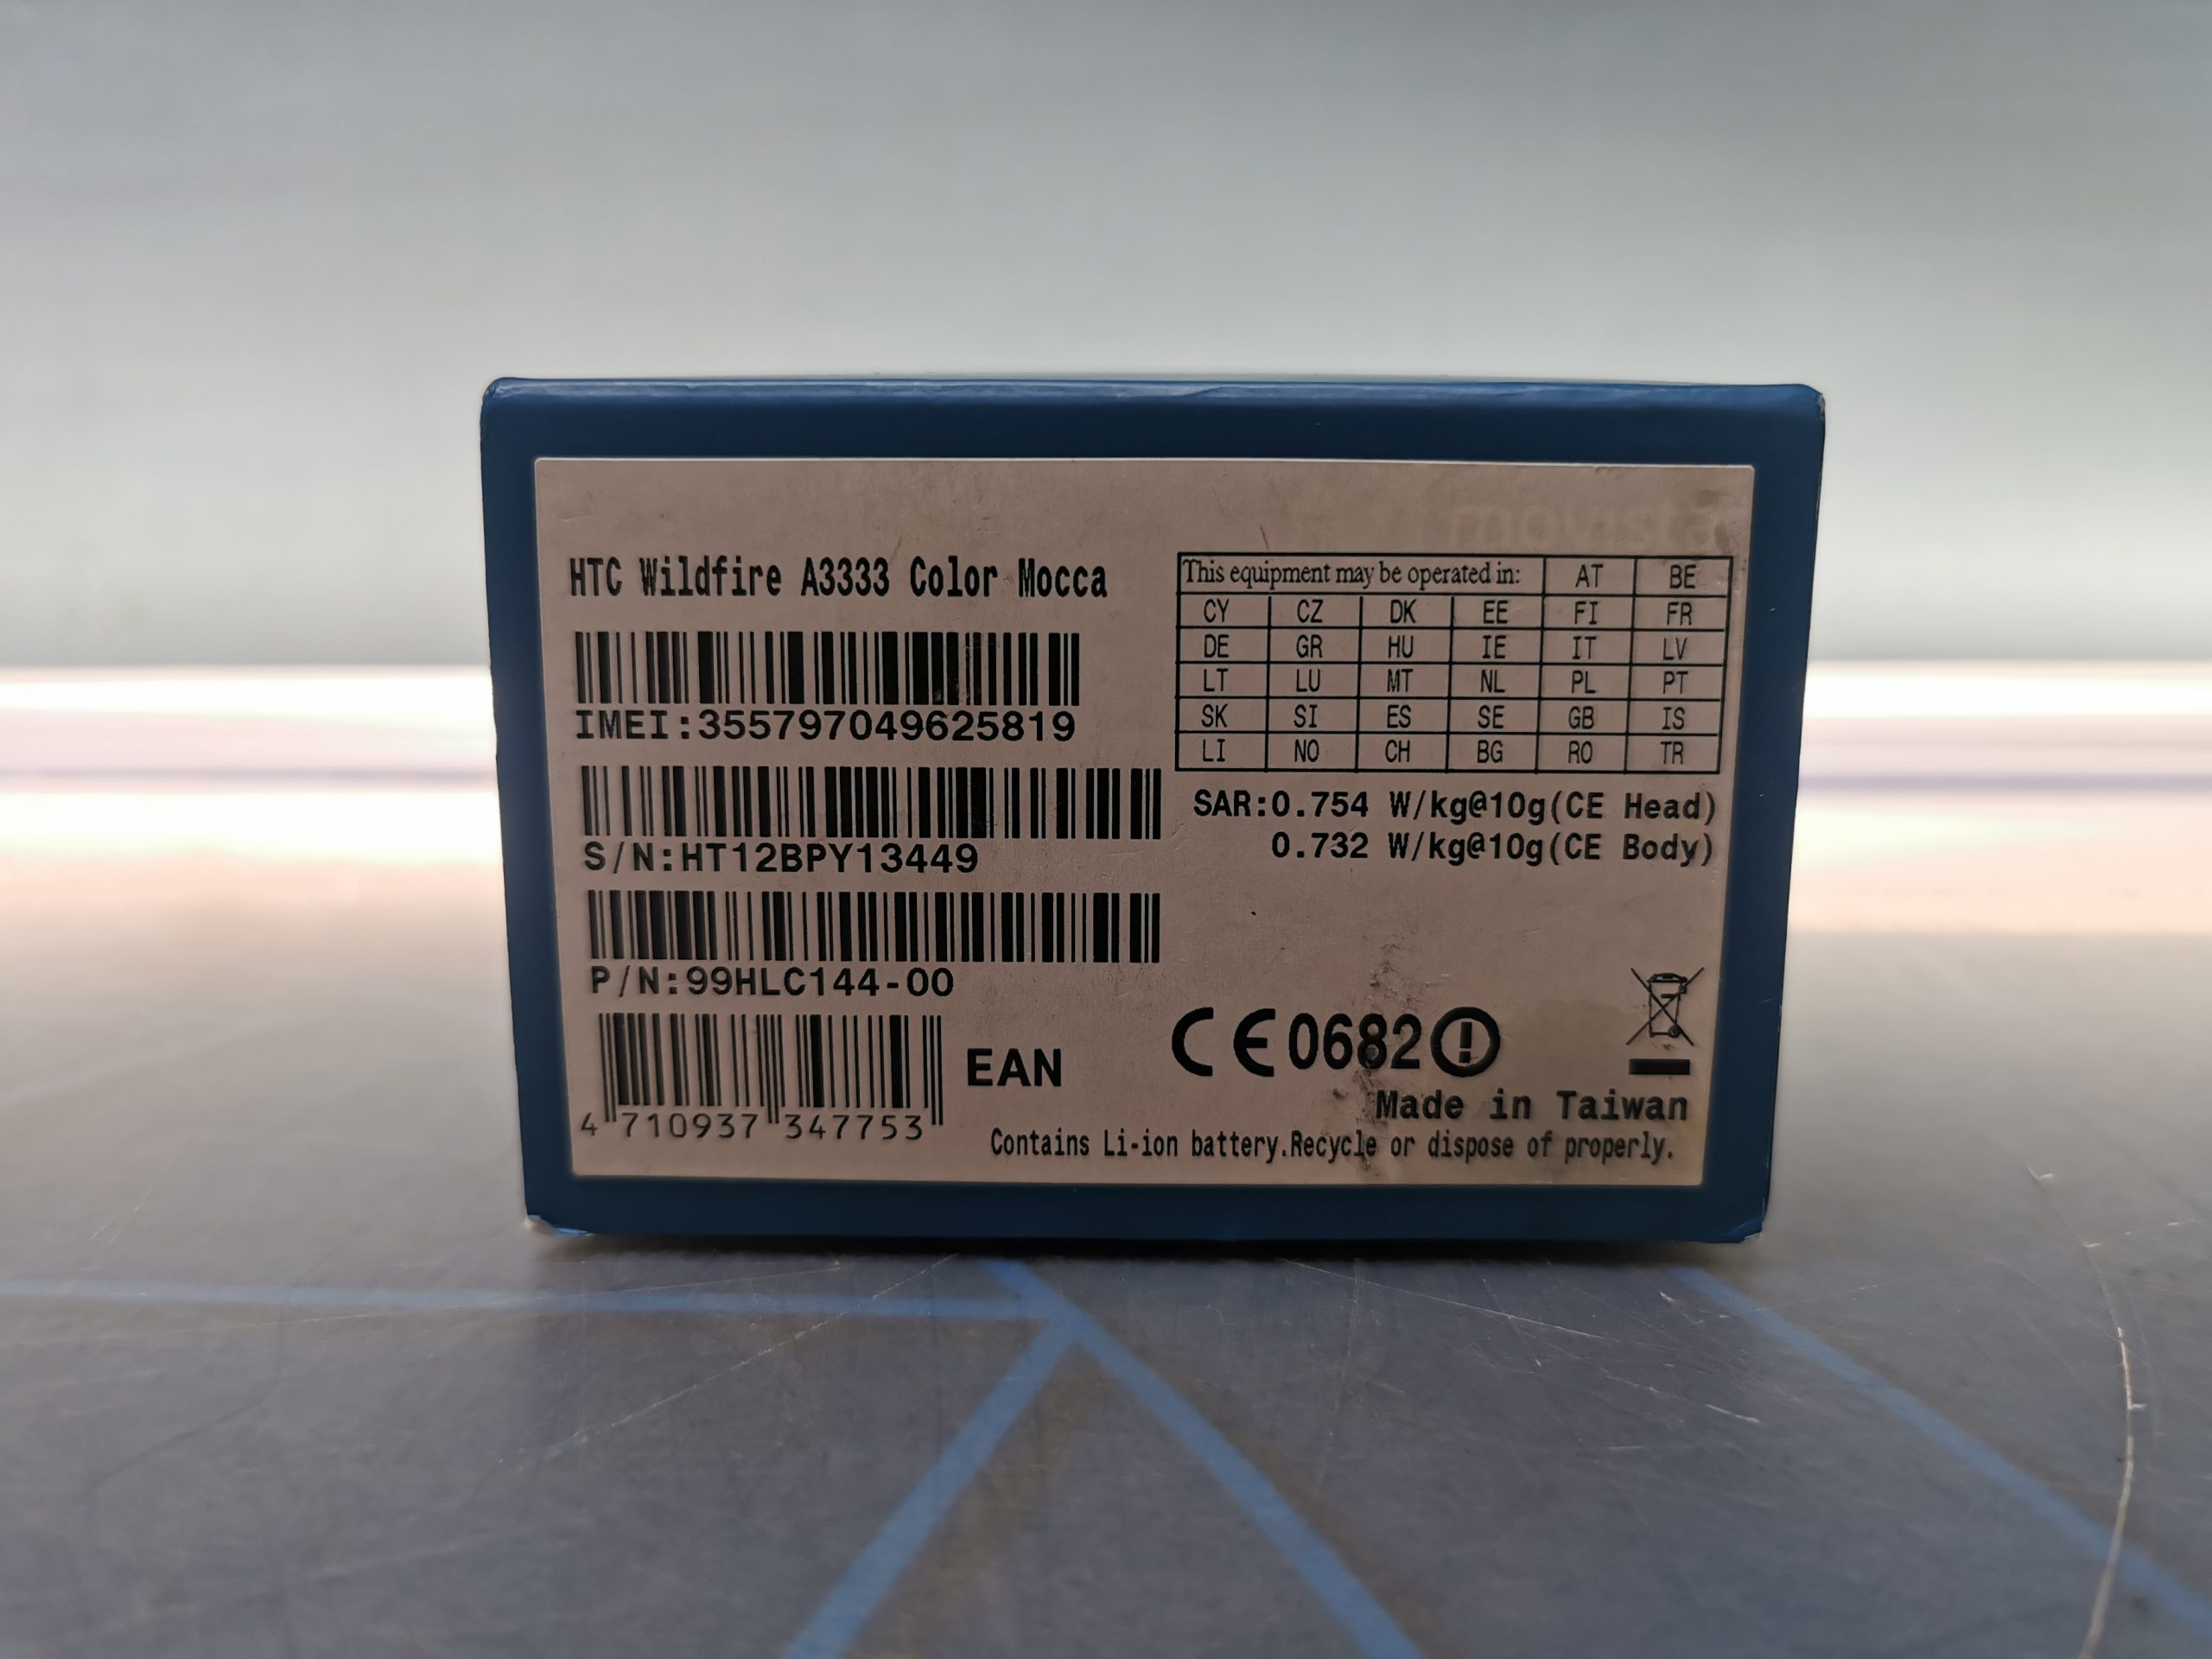 HTC Wildfire A3333 Color Mocca
IMEI:355797049625819
S/N:HT12BPY13449
P/N:99HLC144-00
EAN
4 710937 347753
movista
This equipment may be operated in: AT BE
CY CZ DK EE FI FR
DE GR HU IE IT LV
LT LU MT NL PL PT
SK SI ES SE GB IS
LI NO CH BG RO TR
SAR:0.754 W/kg@10g(CE Head)
0.732 W/kg@10g(CE Body)
CE0682
Made in Taiwan
Contains Li-ion battery.Recycle or dispose of properly.